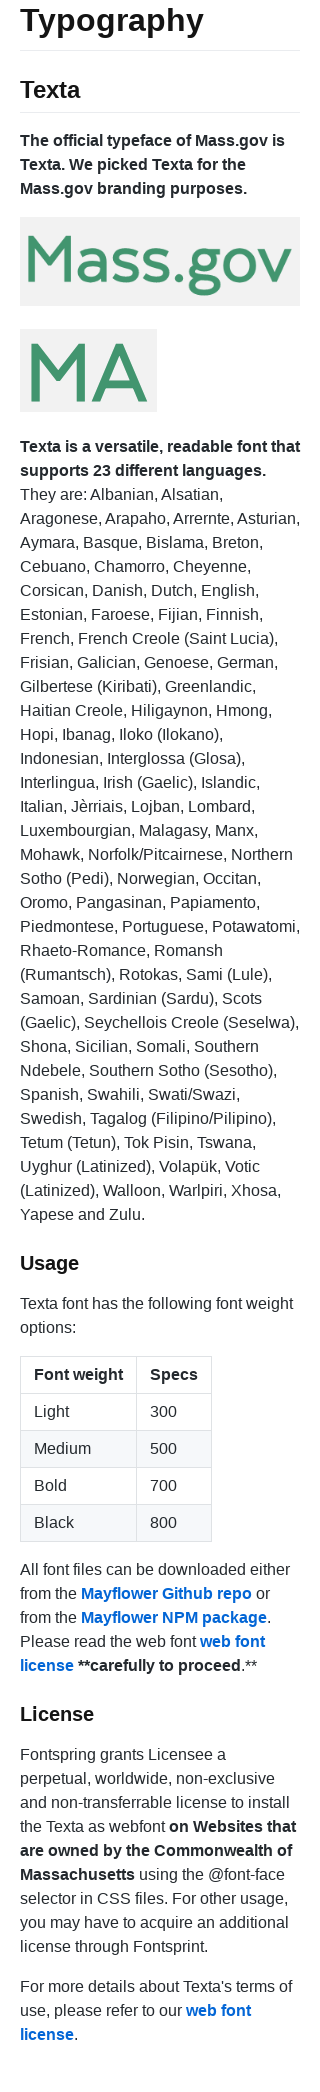 Typography
Texta
The official typeface of Mass.gov is
Texta. We picked Texta for the
Mass.gov branding purposes.
Mass.gov
MA
Texta is a versatile, readable font that
supports 23 different languages.
They are: Albanian, Alsatian,
Aragonese, Arapaho, Arrernte, Asturian,
Aymara, Basque, Bislama, Breton,
Cebuano, Chamorro, Cheyenne,
Corsican, Danish, Dutch, English,
Estonian, Faroese, Fijian, Finnish,
French, French Creole (Saint Lucia),
Frisian, Galician, Genoese, German,
Gilbertese (Kiribati), Greenlandic,
Haitian Creole, Hiligaynon, Hmong,
Hopi, Ibanag, Iloko (Ilokano),
Indonesian, Interglossa (Glosa),
Interlingua, Irish (Gaelic), Islandic,
Italian, Jèrriais, Lojban, Lombard,
Luxembourgian, Malagasy, Manx,
Mohawk, Norfolk/Pitcairnese, Northern
Sotho (Pedi), Norwegian, Occitan,
Oromo, Pangasinan, Papiamento,
Piedmontese, Portuguese, Potawatomi,
Rhaeto-Romance, Romansh
(Rumantsch), Rotokas, Sami (Lule),
Samoan, Sardinian (Sardu), Scots
(Gaelic), Seychellois Creole (Seselwa),
Shona, Sicilian, Somali, Southern
Ndebele, Southern Sotho (Sesotho),
Spanish, Swahili, Swati/Swazi,
Swedish, Tagalog (Filipino/Pilipino),
Tetum (Tetun), Tok Pisin, Tswana,
Uyghur (Latinized), Volapük, Votic
(Latinized), Walloon, Warlpiri, Xhosa,
Yapese and Zulu.
Usage
Texta font has the following font weight
options:
Font weight Specs
Light 300
Medium 500
Bold 700
Black 800
All font files can be downloaded either
from the Mayflower Github repo or
from the Mayflower NPM package.
Please read the web font web font
license **carefully to proceed.**
License
Fontspring grants Licensee a
perpetual, worldwide, non-exclusive
and non-transferrable license to install
the Texta as webfont on Websites that
are owned by the Commonwealth of
Massachusetts using the @font-face
selector in CSS files. For other usage,
you may have to acquire an additional
license through Fontsprint.
For more details about Texta's terms of
use, please refer to our web font
license.